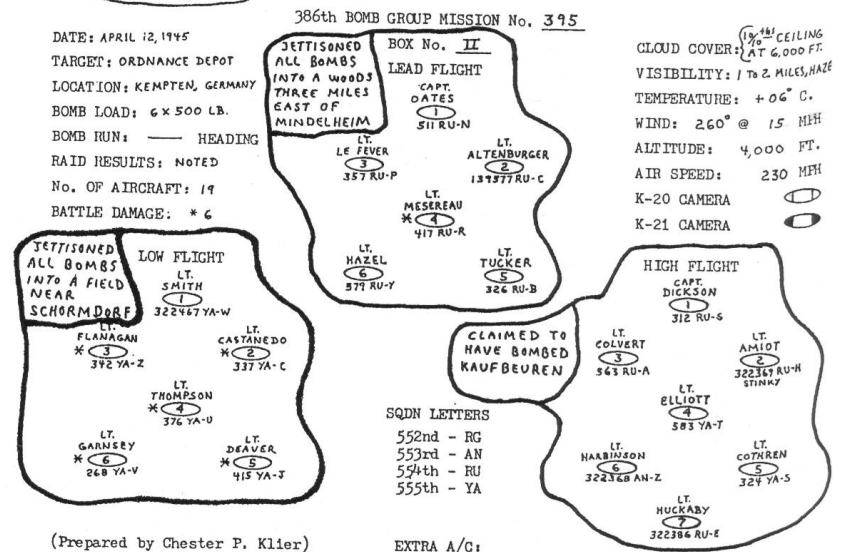 386th BOMB GROUP MISSION No. 395
DATE: APRIL 12, 1945
TARGET: ORDNANCE DEPOT
LOCATION: KEMPTEN, GERMANY
BOMB LOAD: 6 X 500 LB.
BOMB RUN: —— HEADING
RAID RESULTS: NOTED
No. OF AIRCRAFT: 19
BATTLE DAMAGE: * 6
JETTISONED
ALL BOMBS
INTO A WOODS
THREE MILES
EAST OF
MINDELHEIM
BOX No. II
LEAD FLIGHT
CAPT.
OATES
1
511 RU-N
LT.
LE FEVER
3
357 RU-P
LT.
ALTENBURGER
2
139577 RU-C
LT.
MESEREAU
* 4
417 RU-R
LT.
HAZEL
6
579 RU-Y
LT.
TUCKER
5
326 RU-B
CLOUD COVER: CEILING
AT 6,000 FT.
VISIBILITY: 1 TO 2 MILES, HAZE
TEMPERATURE: +06° C.
WIND: 260° @ 15 MPH
ALTITUDE: 4,000 FT.
AIR SPEED: 230 MPH
K-20 CAMERA
K-21 CAMERA
JETTISONED
ALL BOMBS
INTO A FIELD
NEAR
SCHORMDORF
LOW FLIGHT
LT.
SMITH
1
322467 YA-W
LT.
FLANAGAN
* 3
342 YA-Z
LT.
CASTANEDO
* 2
337 YA-C
LT.
THOMPSON
* 4
376 YA-U
LT.
GARNSEY
* 6
268 YA-V
LT.
DEAVER
* 5
415 YA-J
CLAIMED TO
HAVE BOMBED
KAUFBEUREN
HIGH FLIGHT
CAPT.
DICKSON
1
312 RU-S
LT.
COLVERT
3
563 RU-A
LT.
AMIOT
2
322369 RU-H
STINKY
LT.
ELLIOTT
4
583 YA-T
LT.
HARBINSON
6
322368 AN-Z
LT.
COTHREN
5
324 YA-S
LT.
HUCKABY
7
322386 RU-E
SQDN LETTERS
552nd - RG
553rd - AN
554th - RU
555th - YA
(Prepared by Chester P. Klier)
EXTRA A/C: